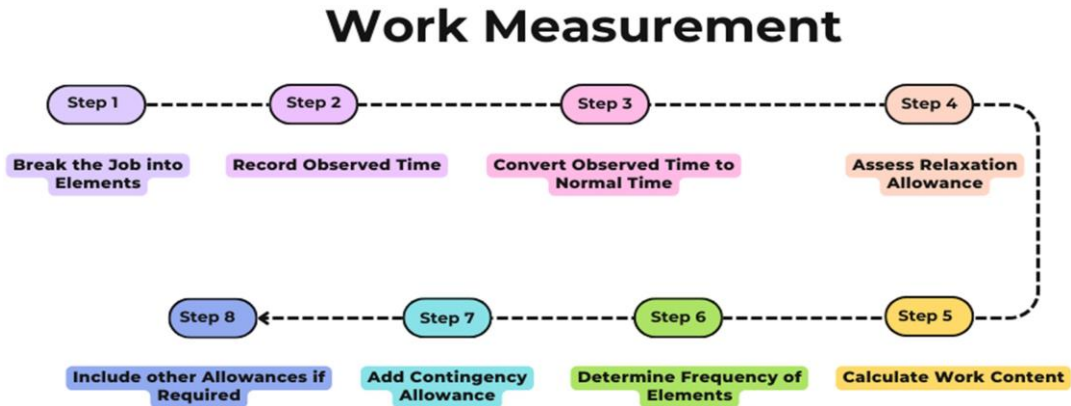 Work Measurement
Step 1
Step 2
Step 3
Step 4
Break the Job into
Elements
Record Observed Time
Convert Observed Time to
Normal Time
Assess Relaxation
Allowance
Step 5
Step 6
Step 7
Step 8
Calculate Work Content
Determine Frequency of
Elements
Add Contingency
Allowance
Include other Allowances if
Required